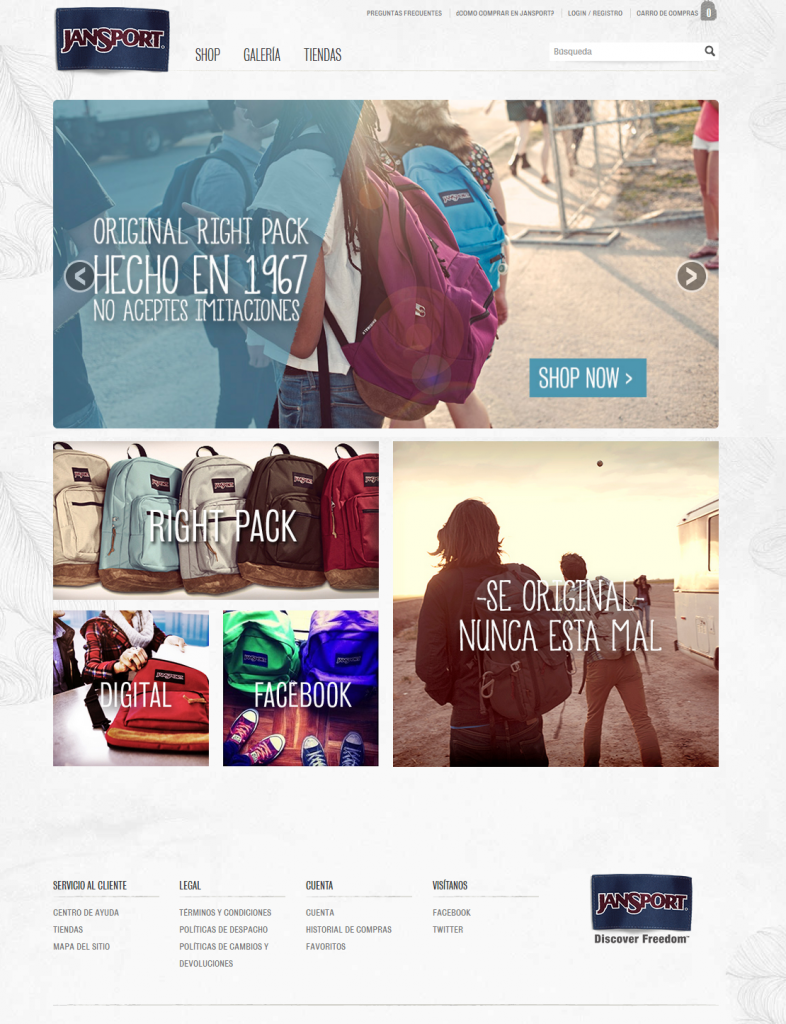 PREGUNTAS FRECUENTES
¿COMO COMPRAR EN JANSPORT?
LOGIN / REGISTRO
CARRO DE COMPRAS
0
JANSPORT
SHOP
GALERÍA
TIENDAS
Búsqueda
ORIGINAL RIGHT PACK
HECHO EN 1967
NO ACEPTES IMITACIONES
SHOP NOW >
RIGHT PACK
-SE ORIGINAL-
NUNCA ESTA MAL
DIGITAL
FACEBOOK
SERVICIO AL CLIENTE
CENTRO DE AYUDA
TIENDAS
MAPA DEL SITIO
LEGAL
TÉRMINOS Y CONDICIONES
POLÍTICAS DE DESPACHO
POLÍTICAS DE CAMBIOS Y
DEVOLUCIONES
CUENTA
CUENTA
HISTORIAL DE COMPRAS
FAVORITOS
VISÍTANOS
FACEBOOK
TWITTER
JANSPORT
Discover Freedom™